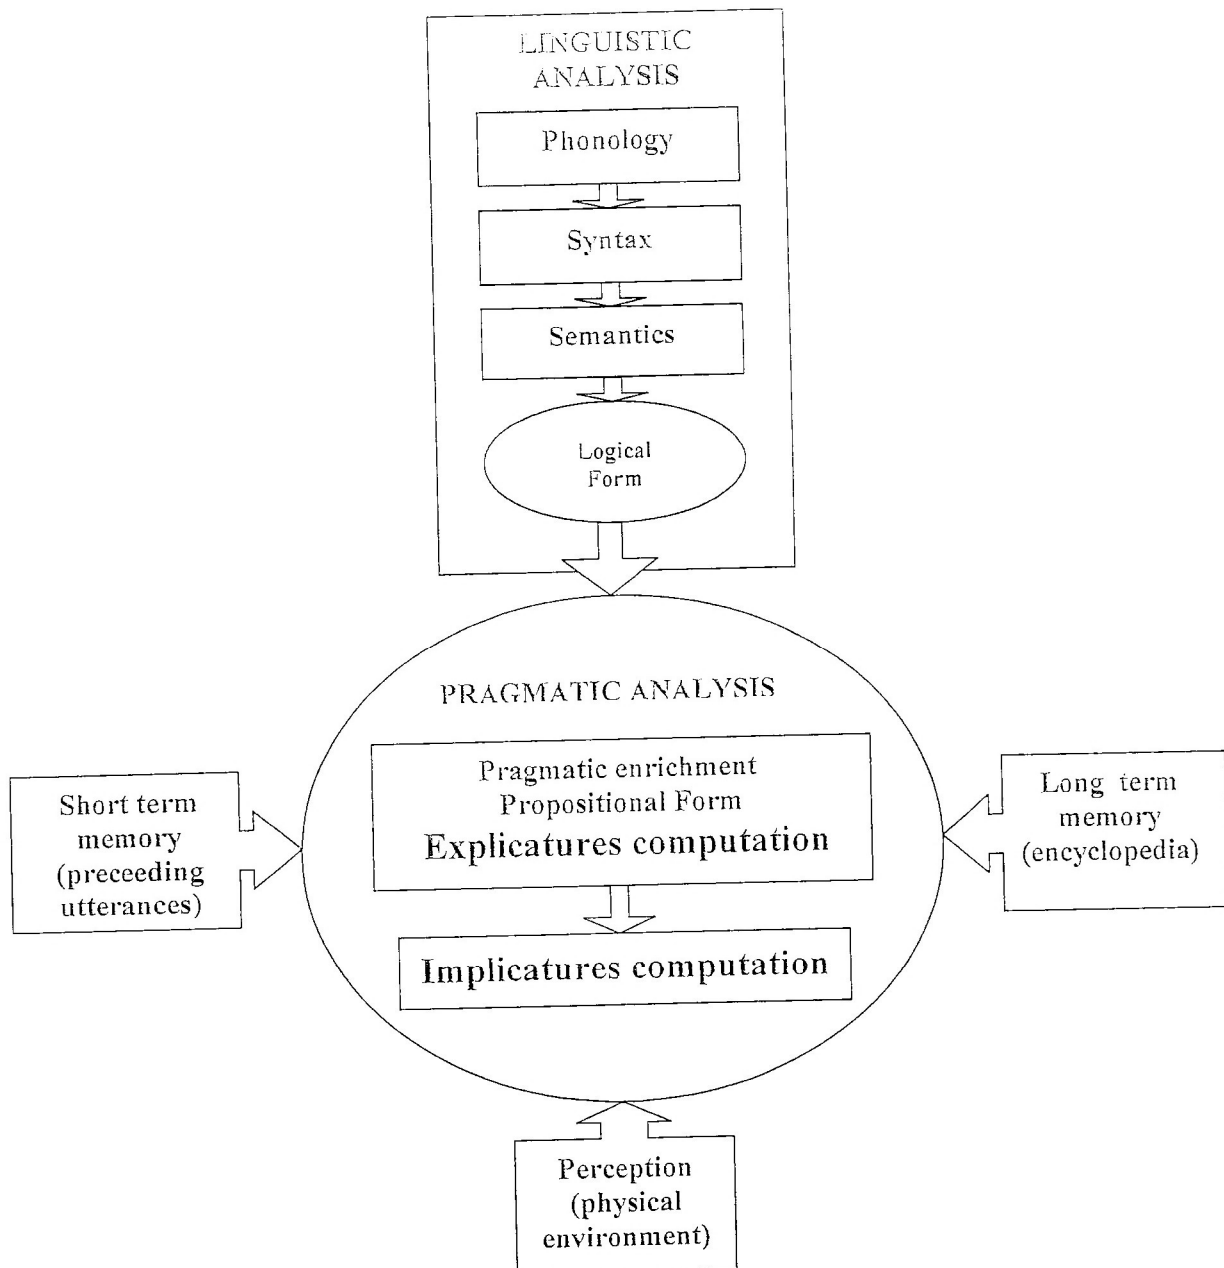 LINGUISTIC
ANALYSIS
Phonology
Syntax
Semantics
Logical
Form
PRAGMATIC ANALYSIS
Pragmatic enrichment
Propositional Form
Explicatures computation
Implicatures computation
Short term
memory
(preceeding
utterances)
Long term
memory
(encyclopedia)
Perception
(physical
environment)